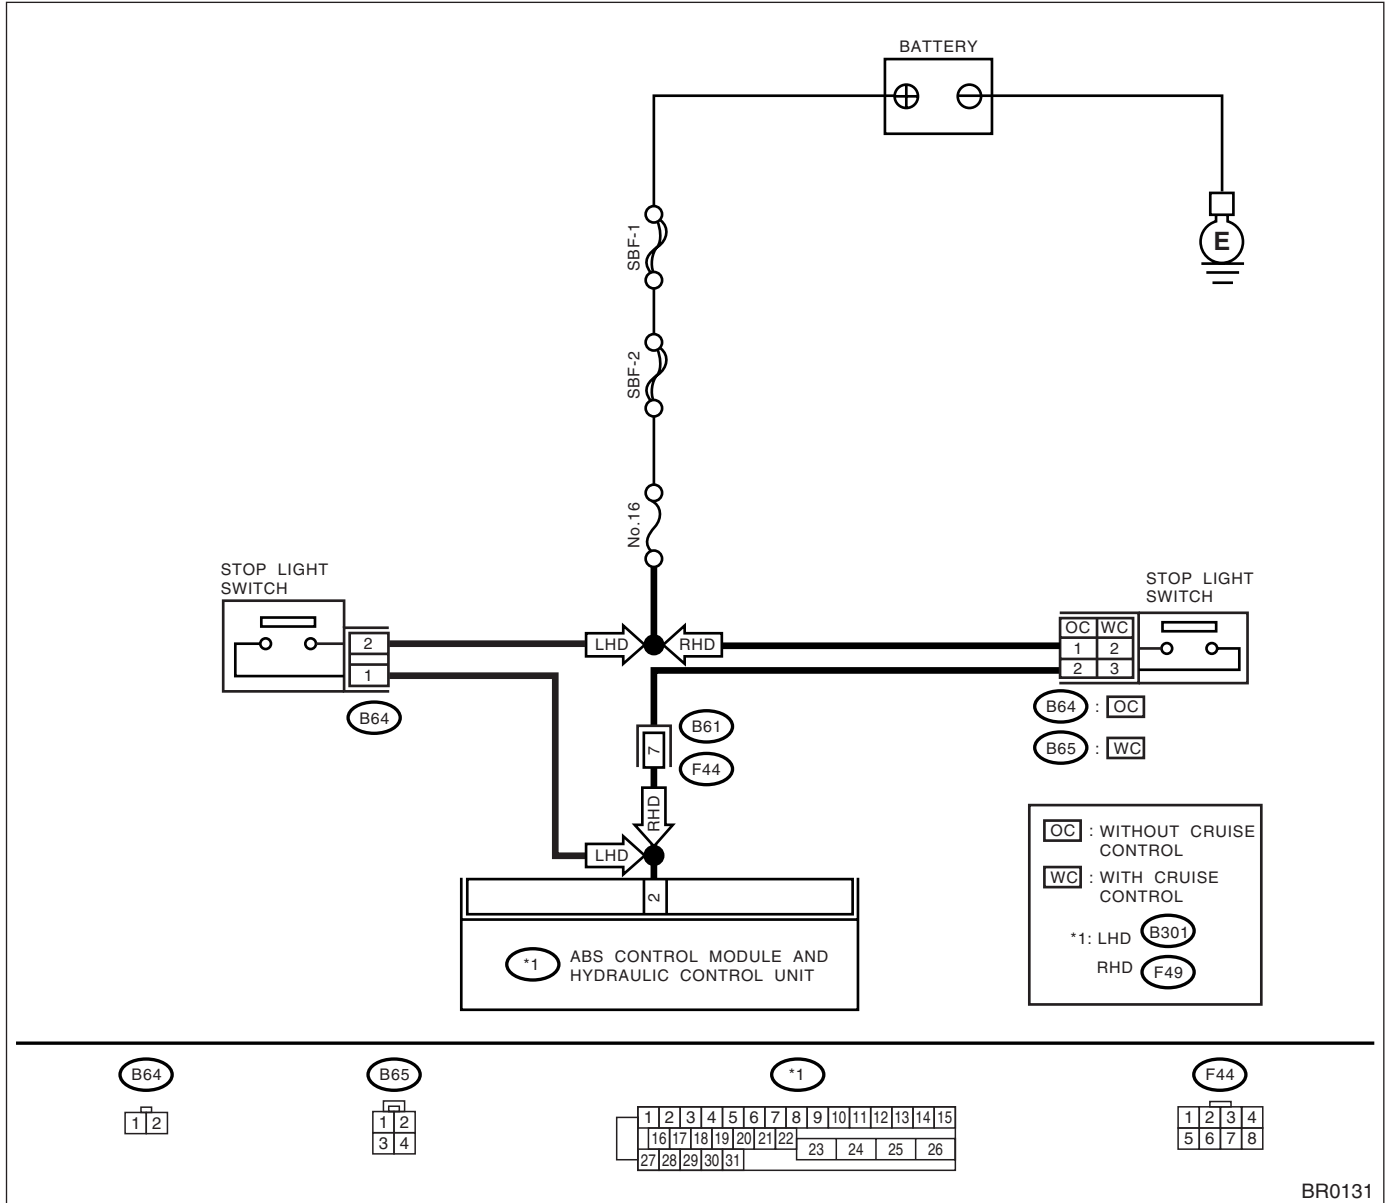 BATTERY
E
SBF-1
SBF-2
No.16
STOP LIGHT
SWITCH
2
1
B64
LHD
RHD
STOP LIGHT
SWITCH
OC WC
1 2
2 3
B64 : OC
B65 : WC
B61
7
F44
RHD
LHD
2
*1 ABS CONTROL MODULE AND
HYDRAULIC CONTROL UNIT
OC : WITHOUT CRUISE
CONTROL
WC : WITH CRUISE
CONTROL
*1: LHD B301
RHD F49
B64
1 2
B65
1 2
3 4
*1
1 2 3 4 5 6 7 8 9 10 11 12 13 14 15
16 17 18 19 20 21 22 23 24 25 26
27 28 29 30 31
F44
1 2 3 4
5 6 7 8
BR0131